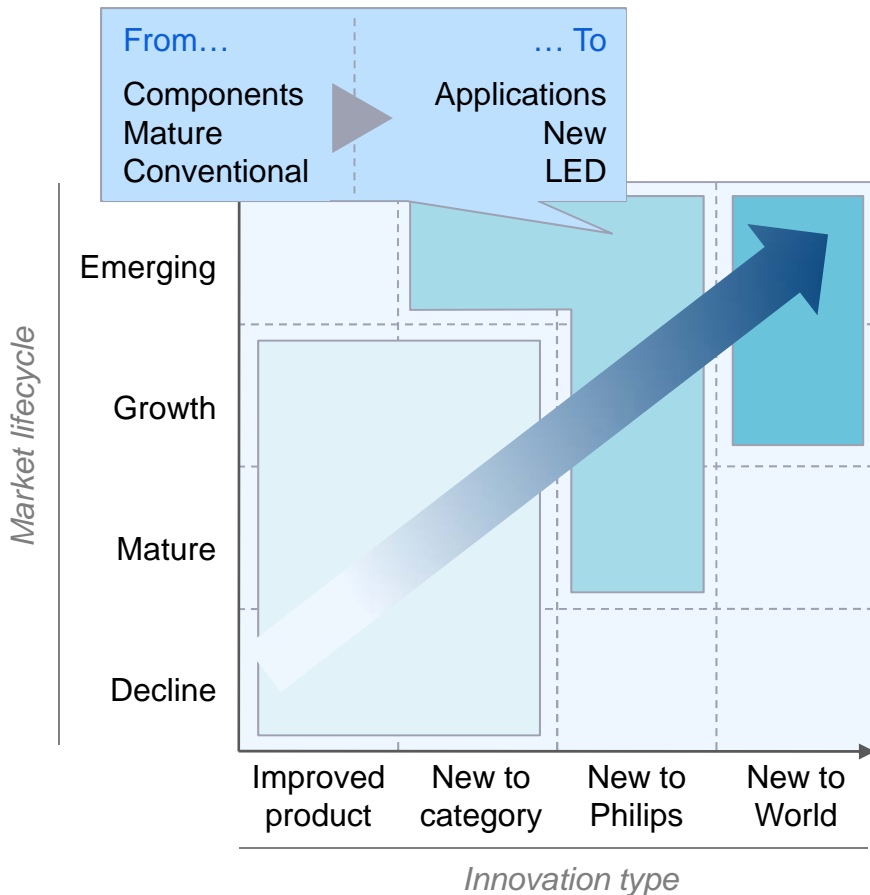 From…
… To
Components
Applications
Mature
New
Conventional
LED
Market lifecycle
Emerging
Growth
Mature
Decline
Improved
product
New to
category
New to
Philips
New to
World
Innovation type